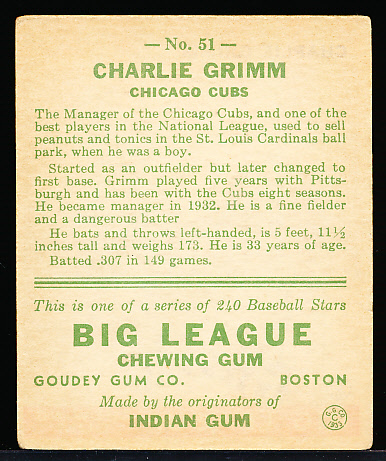 — No. 51 —
CHARLIE GRIMM
CHICAGO CUBS
The Manager of the Chicago Cubs, and one of the
best players in the National League, used to sell
peanuts and tonics in the St. Louis Cardinals ball
park, when he was a boy.
Started as an outfielder but later changed to
first base. Grimm played five years with Pitts-
burgh and has been with the Cubs eight seasons.
He became manager in 1932. He is a fine fielder
and a dangerous batter
He bats and throws left-handed, is 5 feet, 11½
inches tall and weighs 173. He is 33 years of age.
Batted .307 in 149 games.
This is one of a series of 240 Baseball Stars
BIG LEAGUE
CHEWING GUM
GOUDEY GUM CO. BOSTON
Made by the originators of
INDIAN GUM
G. G. CO.
C
1933